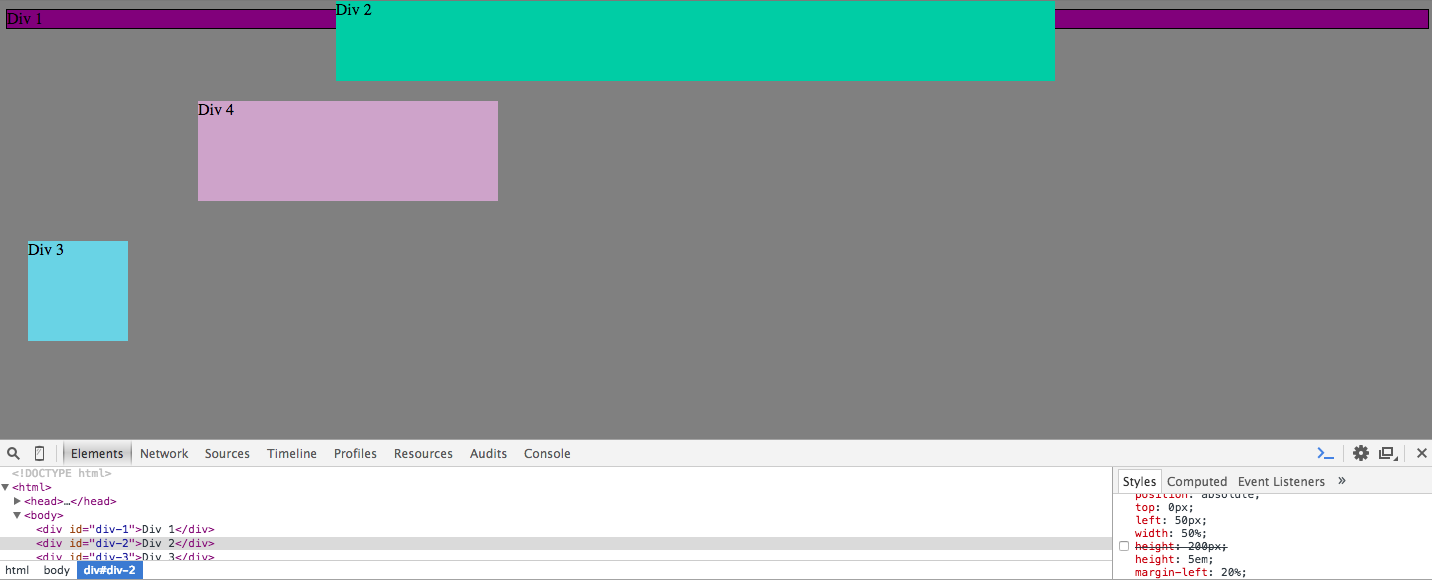 Div 1
Div 2
Div 4
Div 3
Elements Network Sources Timeline Profiles Resources Audits Console
<!DOCTYPE html>
<html>
<head>…</head>
<body>
<div id="div-1">Div 1</div>
<div id="div-2">Div 2</div>
<div id="div-3">Div 3</div>
html body div#div-2
Styles Computed Event Listeners »
position: absolute;
top: 0px;
left: 50px;
width: 50%;
height: 200px;
height: 5em;
margin-left: 20%;